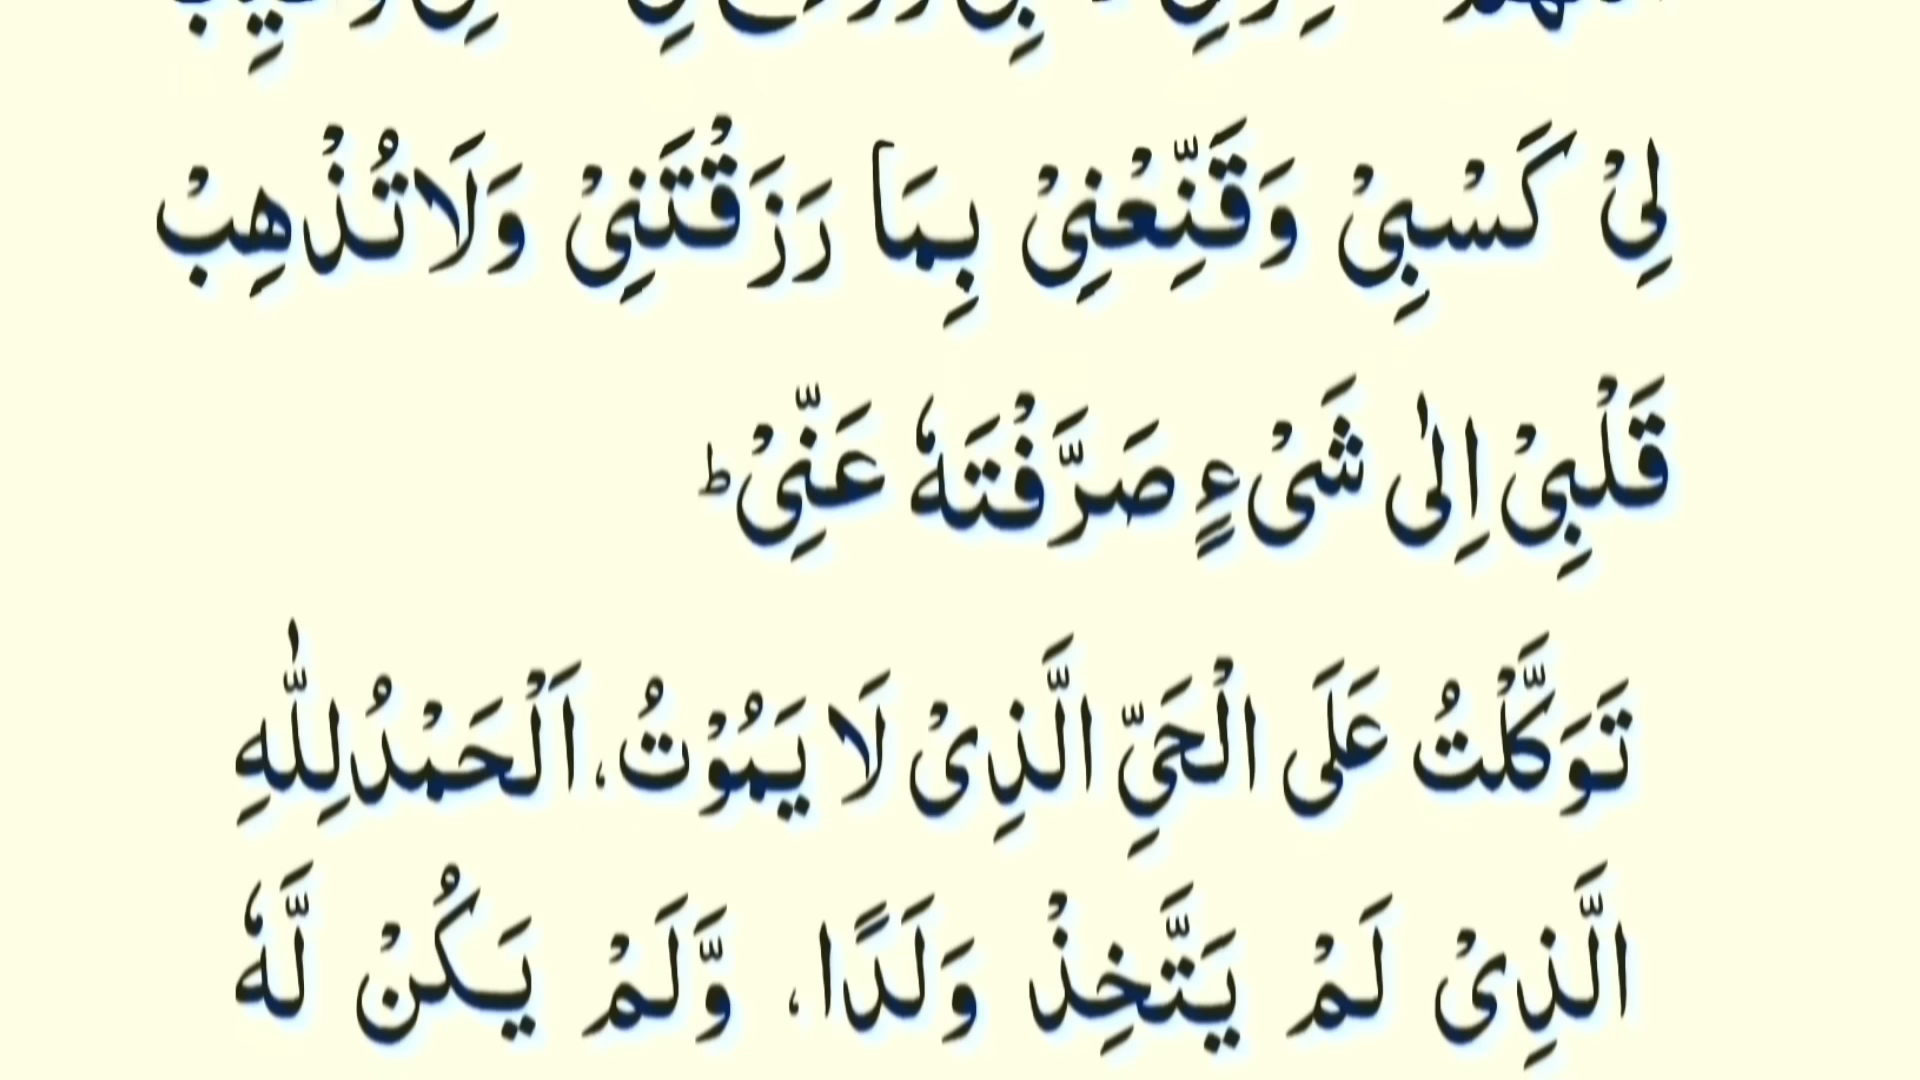 لِيْ كَسْبِيْ وَقَنِّعْنِيْ بِمَا رَزَقْتَنِيْ وَلَا تُذْهِبْ
قَلْبِيْ اِلٰى شَيْءٍ صَرَّفْتَهٗ عَنِّيْ ؕ
تَوَكَّلْتُ عَلَى الْحَيِّ الَّذِيْ لَا يَمُوْتُ، اَلْحَمْدُ لِلّٰهِ
الَّذِيْ لَمْ يَتَّخِذْ وَلَدًا، وَّلَمْ يَكُنْ لَّهٗ